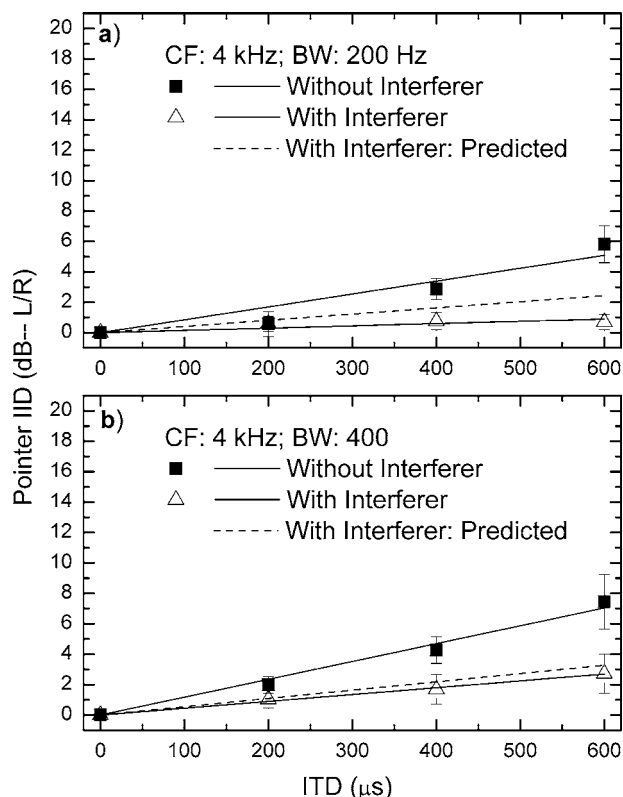 a)
CF: 4 kHz; BW: 200 Hz
Without Interferer
With Interferer
With Interferer: Predicted
20
18
16
14
12
10
8
6
4
2
0
0 100 200 300 400 500 600
Pointer IID (dB-- L/R)
b)
CF: 4 kHz; BW: 400
Without Interferer
With Interferer
With Interferer: Predicted
20
18
16
14
12
10
8
6
4
2
0
0 100 200 300 400 500 600
ITD (μs)